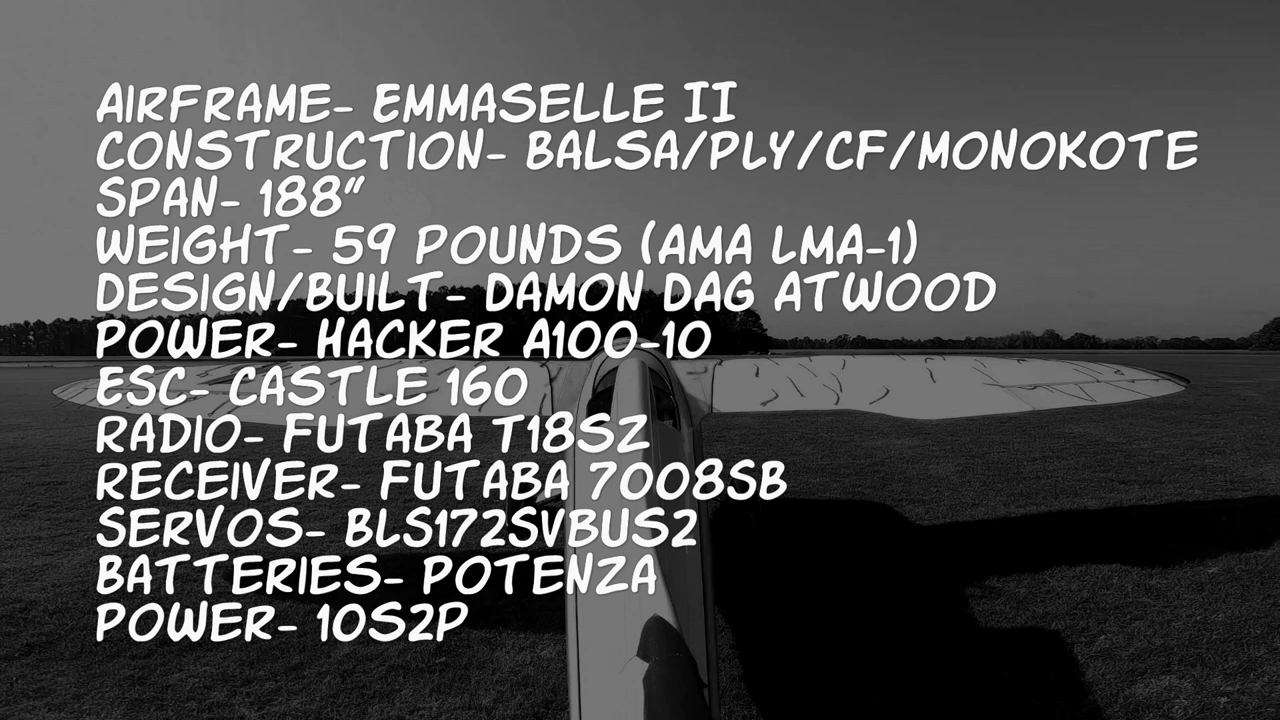 AIRFRAME- EMMASELLE II
CONSTRUCTION- BALSA/PLY/CF/MONOKOTE
SPAN- 188"
WEIGHT- 59 POUNDS (AMA LMA-1)
DESIGN/BUILT- DAMON DAG ATWOOD
POWER- HACKER A100-10
ESC- CASTLE 160
RADIO- FUTABA T18SZ
RECEIVER- FUTABA 7008SB
SERVOS- BLS172SVBUS2
BATTERIES- POTENZA
POWER- 10S2P